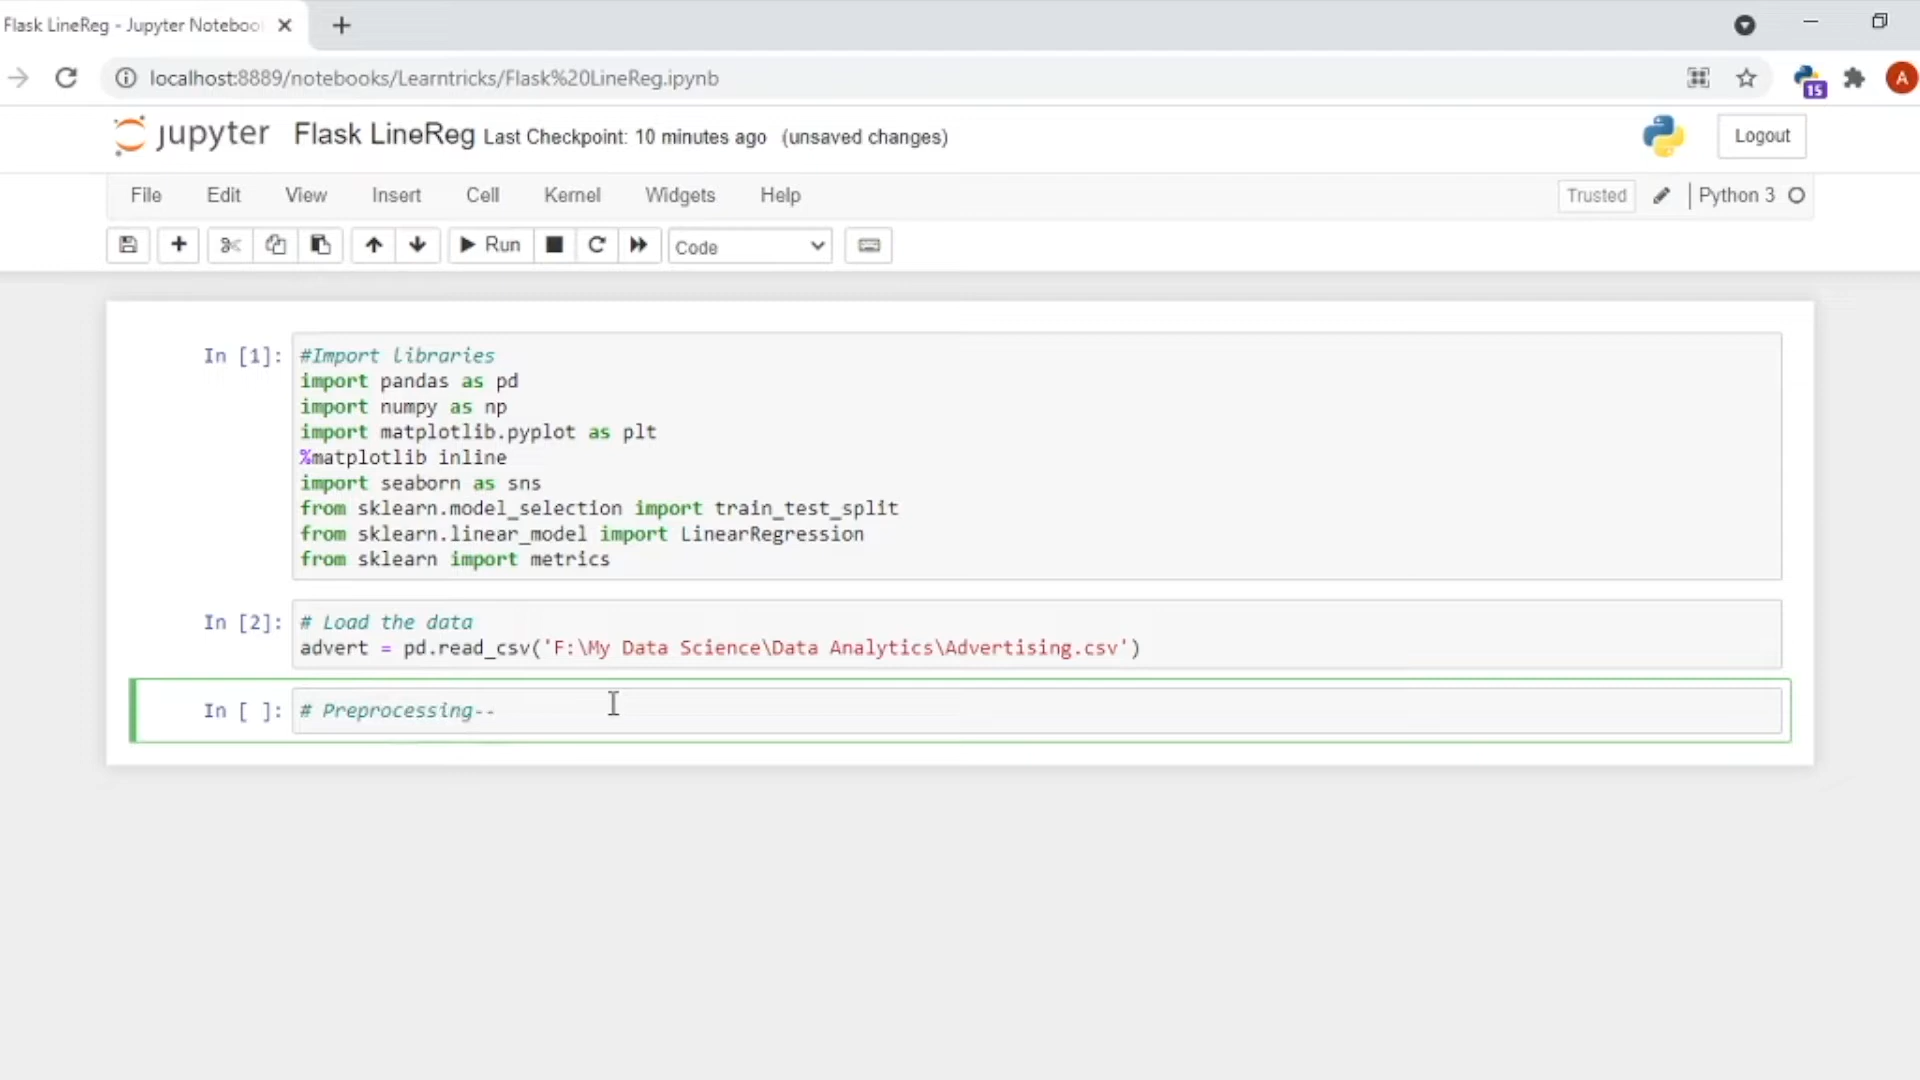 Flask LineReg - Jupyter Noteboo
localhost:8889/notebooks/Learntricks/Flask%20LineReg.ipynb
15
A
jupyter Flask LineReg Last Checkpoint: 10 minutes ago (unsaved changes)
Logout
File Edit View Insert Cell Kernel Widgets Help
Trusted Python 3
Run Code
In [1]: #Import libraries
import pandas as pd
import numpy as np
import matplotlib.pyplot as plt
%matplotlib inline
import seaborn as sns
from sklearn.model_selection import train_test_split
from sklearn.linear_model import LinearRegression
from sklearn import metrics
In [2]: # Load the data
advert = pd.read_csv('F:\My Data Science\Data Analytics\Advertising.csv')
In [ ]: # Preprocessing--